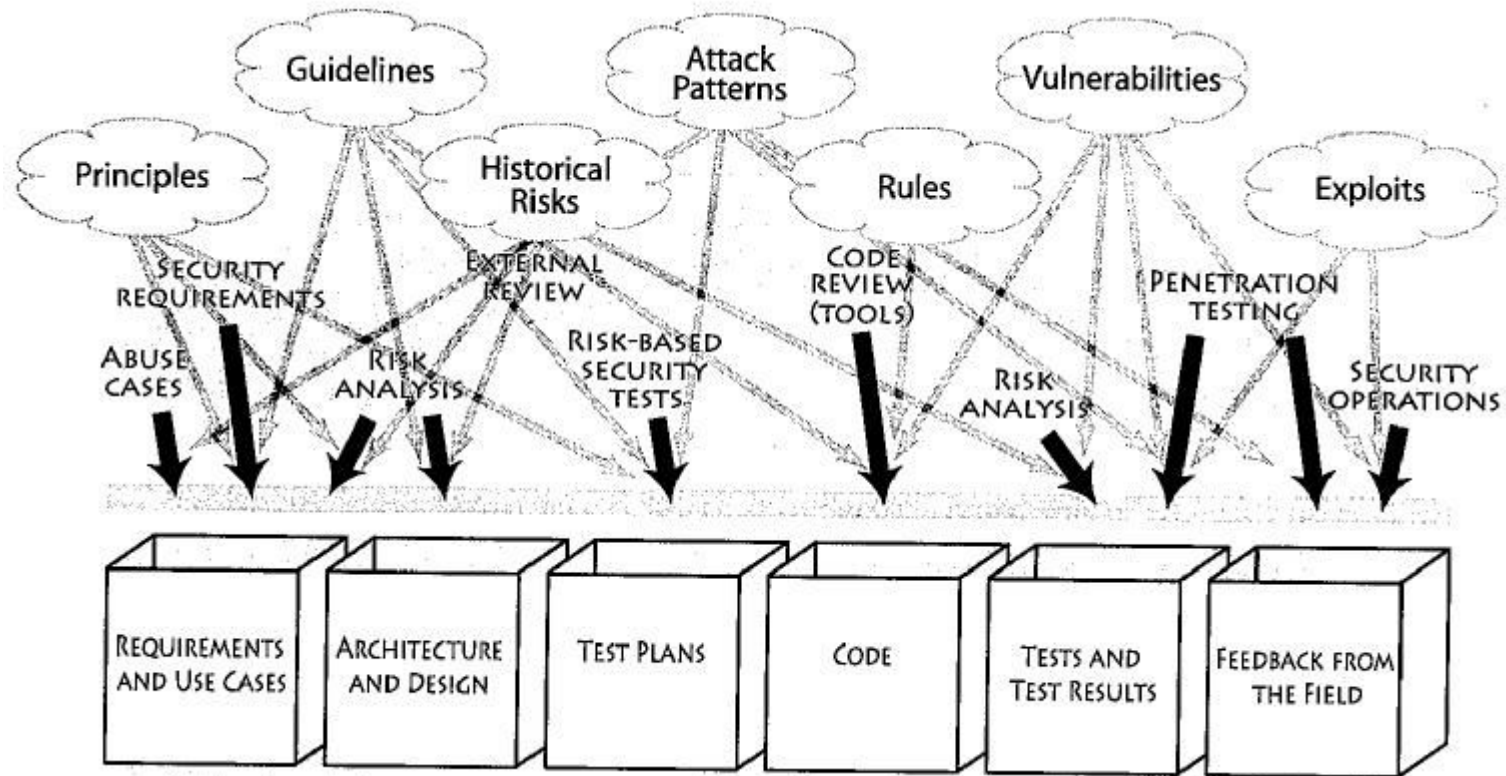 Guidelines
Attack
Patterns
Vulnerabilities
Principles
Historical
Risks
Rules
Exploits
SECURITY
REQUIREMENTS
EXTERNAL
REVIEW
CODE
REVIEW
(TOOLS)
PENETRATION
TESTING
ABUSE
CASES
RISK
ANALYSIS
RISK-BASED
SECURITY
TESTS
RISK
ANALYSIS
SECURITY
OPERATIONS
REQUIREMENTS
AND USE CASES
ARCHITECTURE
AND DESIGN
TEST PLANS
CODE
TESTS AND
TEST RESULTS
FEEDBACK FROM
THE FIELD